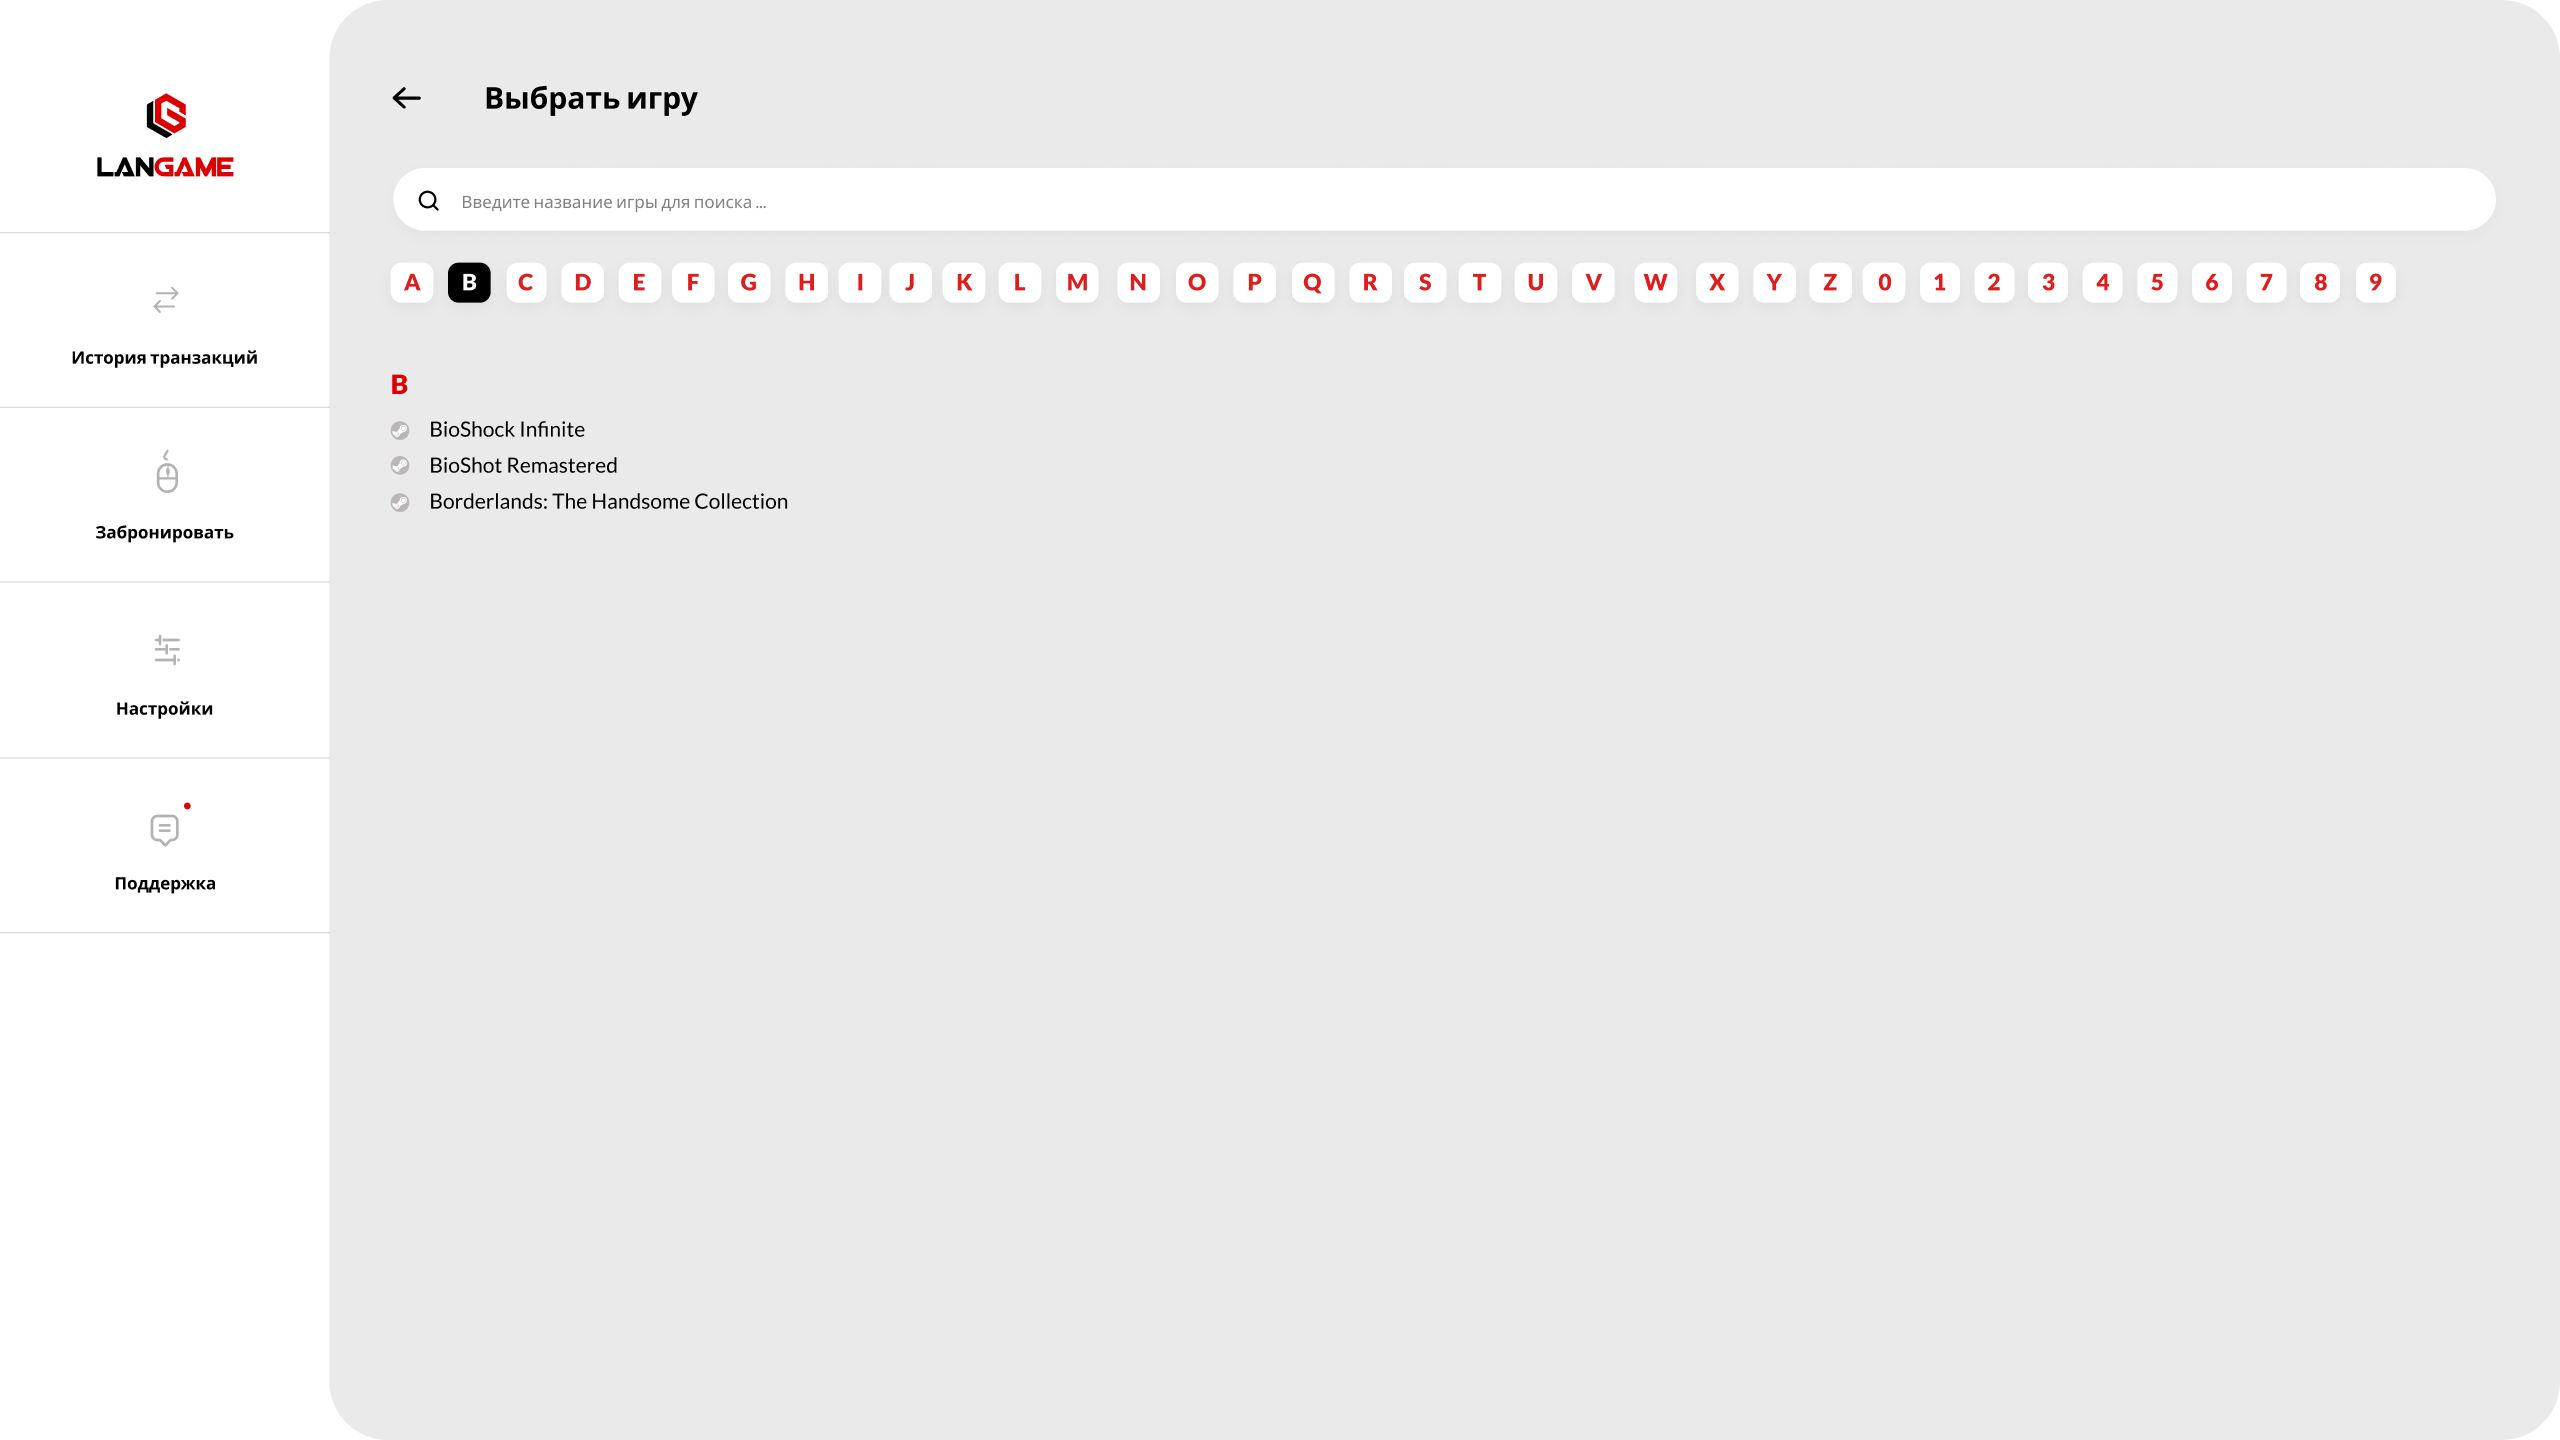 LANGAME
История транзакций
Забронировать
Настройки
Поддержка
Выбрать игру
Введите название игры для поиска ...
A B C D E F G H I J K L M N O P Q R S T U V W X Y Z 0 1 2 3 4 5 6 7 8 9
B
BioShock Infinite
BioShot Remastered
Borderlands: The Handsome Collection